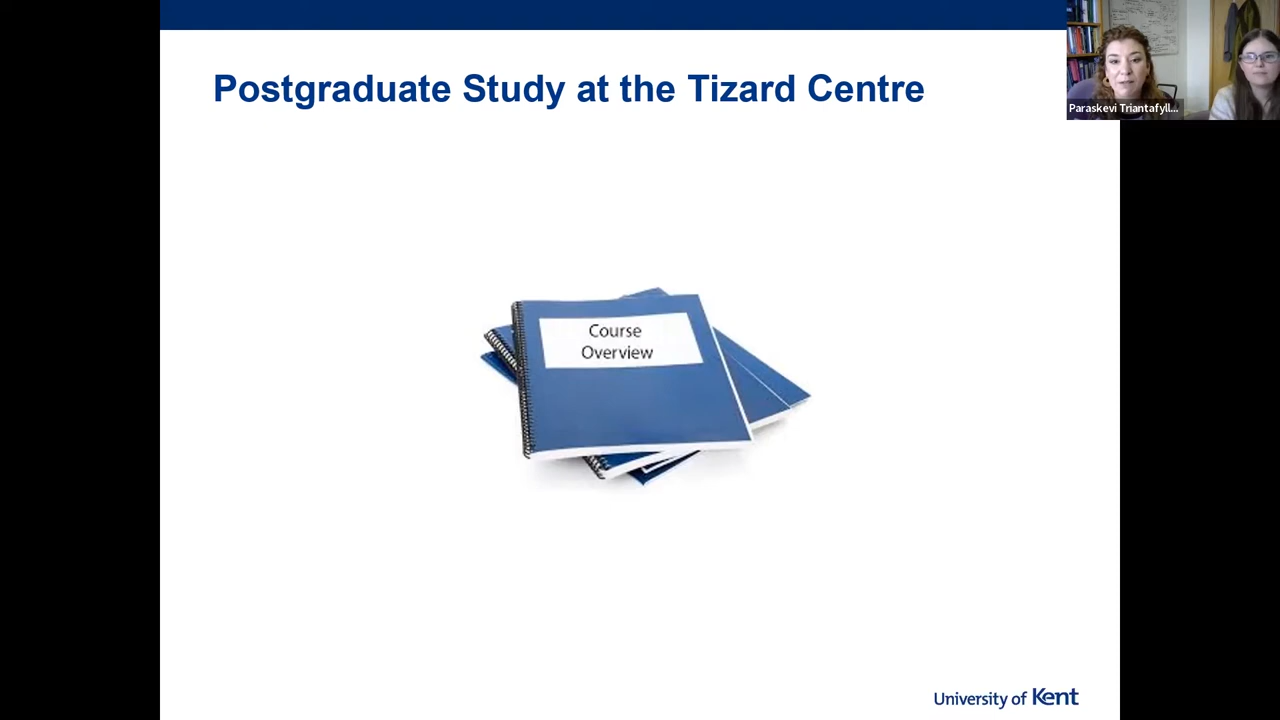 Postgraduate Study at the Tizard Centre
Paraskevi Triantafyll...
Course
Overview
University of Kent